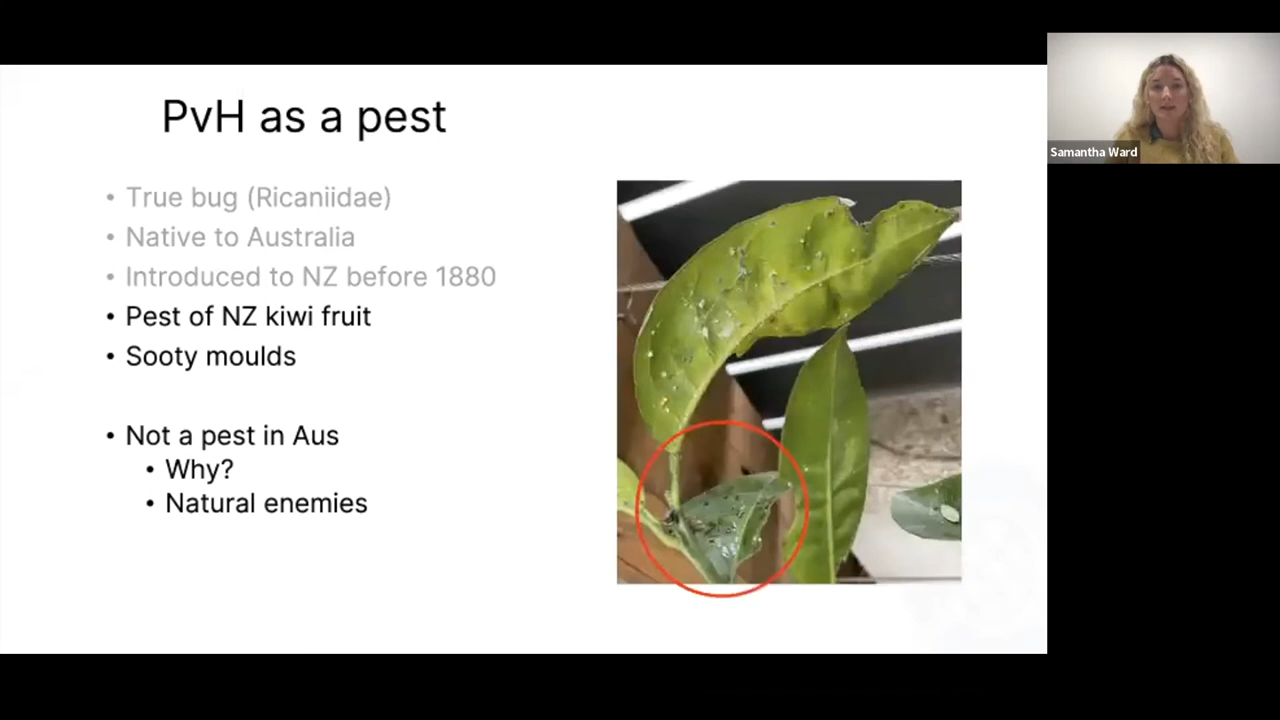 PvH as a pest
• True bug (Ricaniidae)
• Native to Australia
• Introduced to NZ before 1880
• Pest of NZ kiwi fruit
• Sooty moulds
• Not a pest in Aus
• Why?
• Natural enemies
Samantha Ward